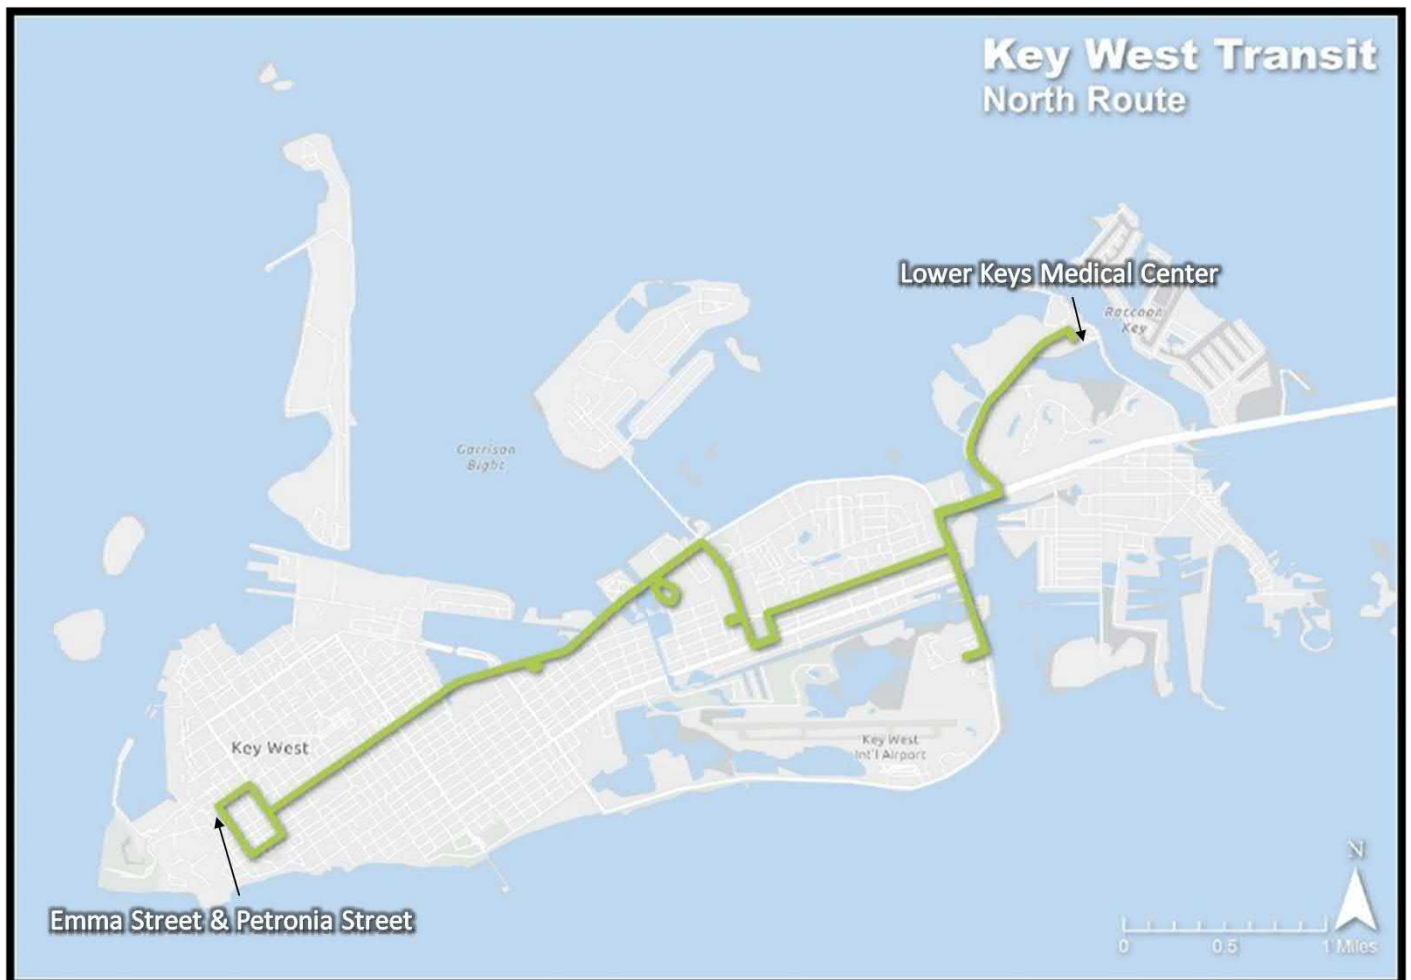 Key West Transit
North Route
Lower Keys Medical Center
Raccoon
Key
Garrison
Bight
Key West
Key West
Int'l Airport
Emma Street & Petronia Street
N
0 0.5 1 Miles